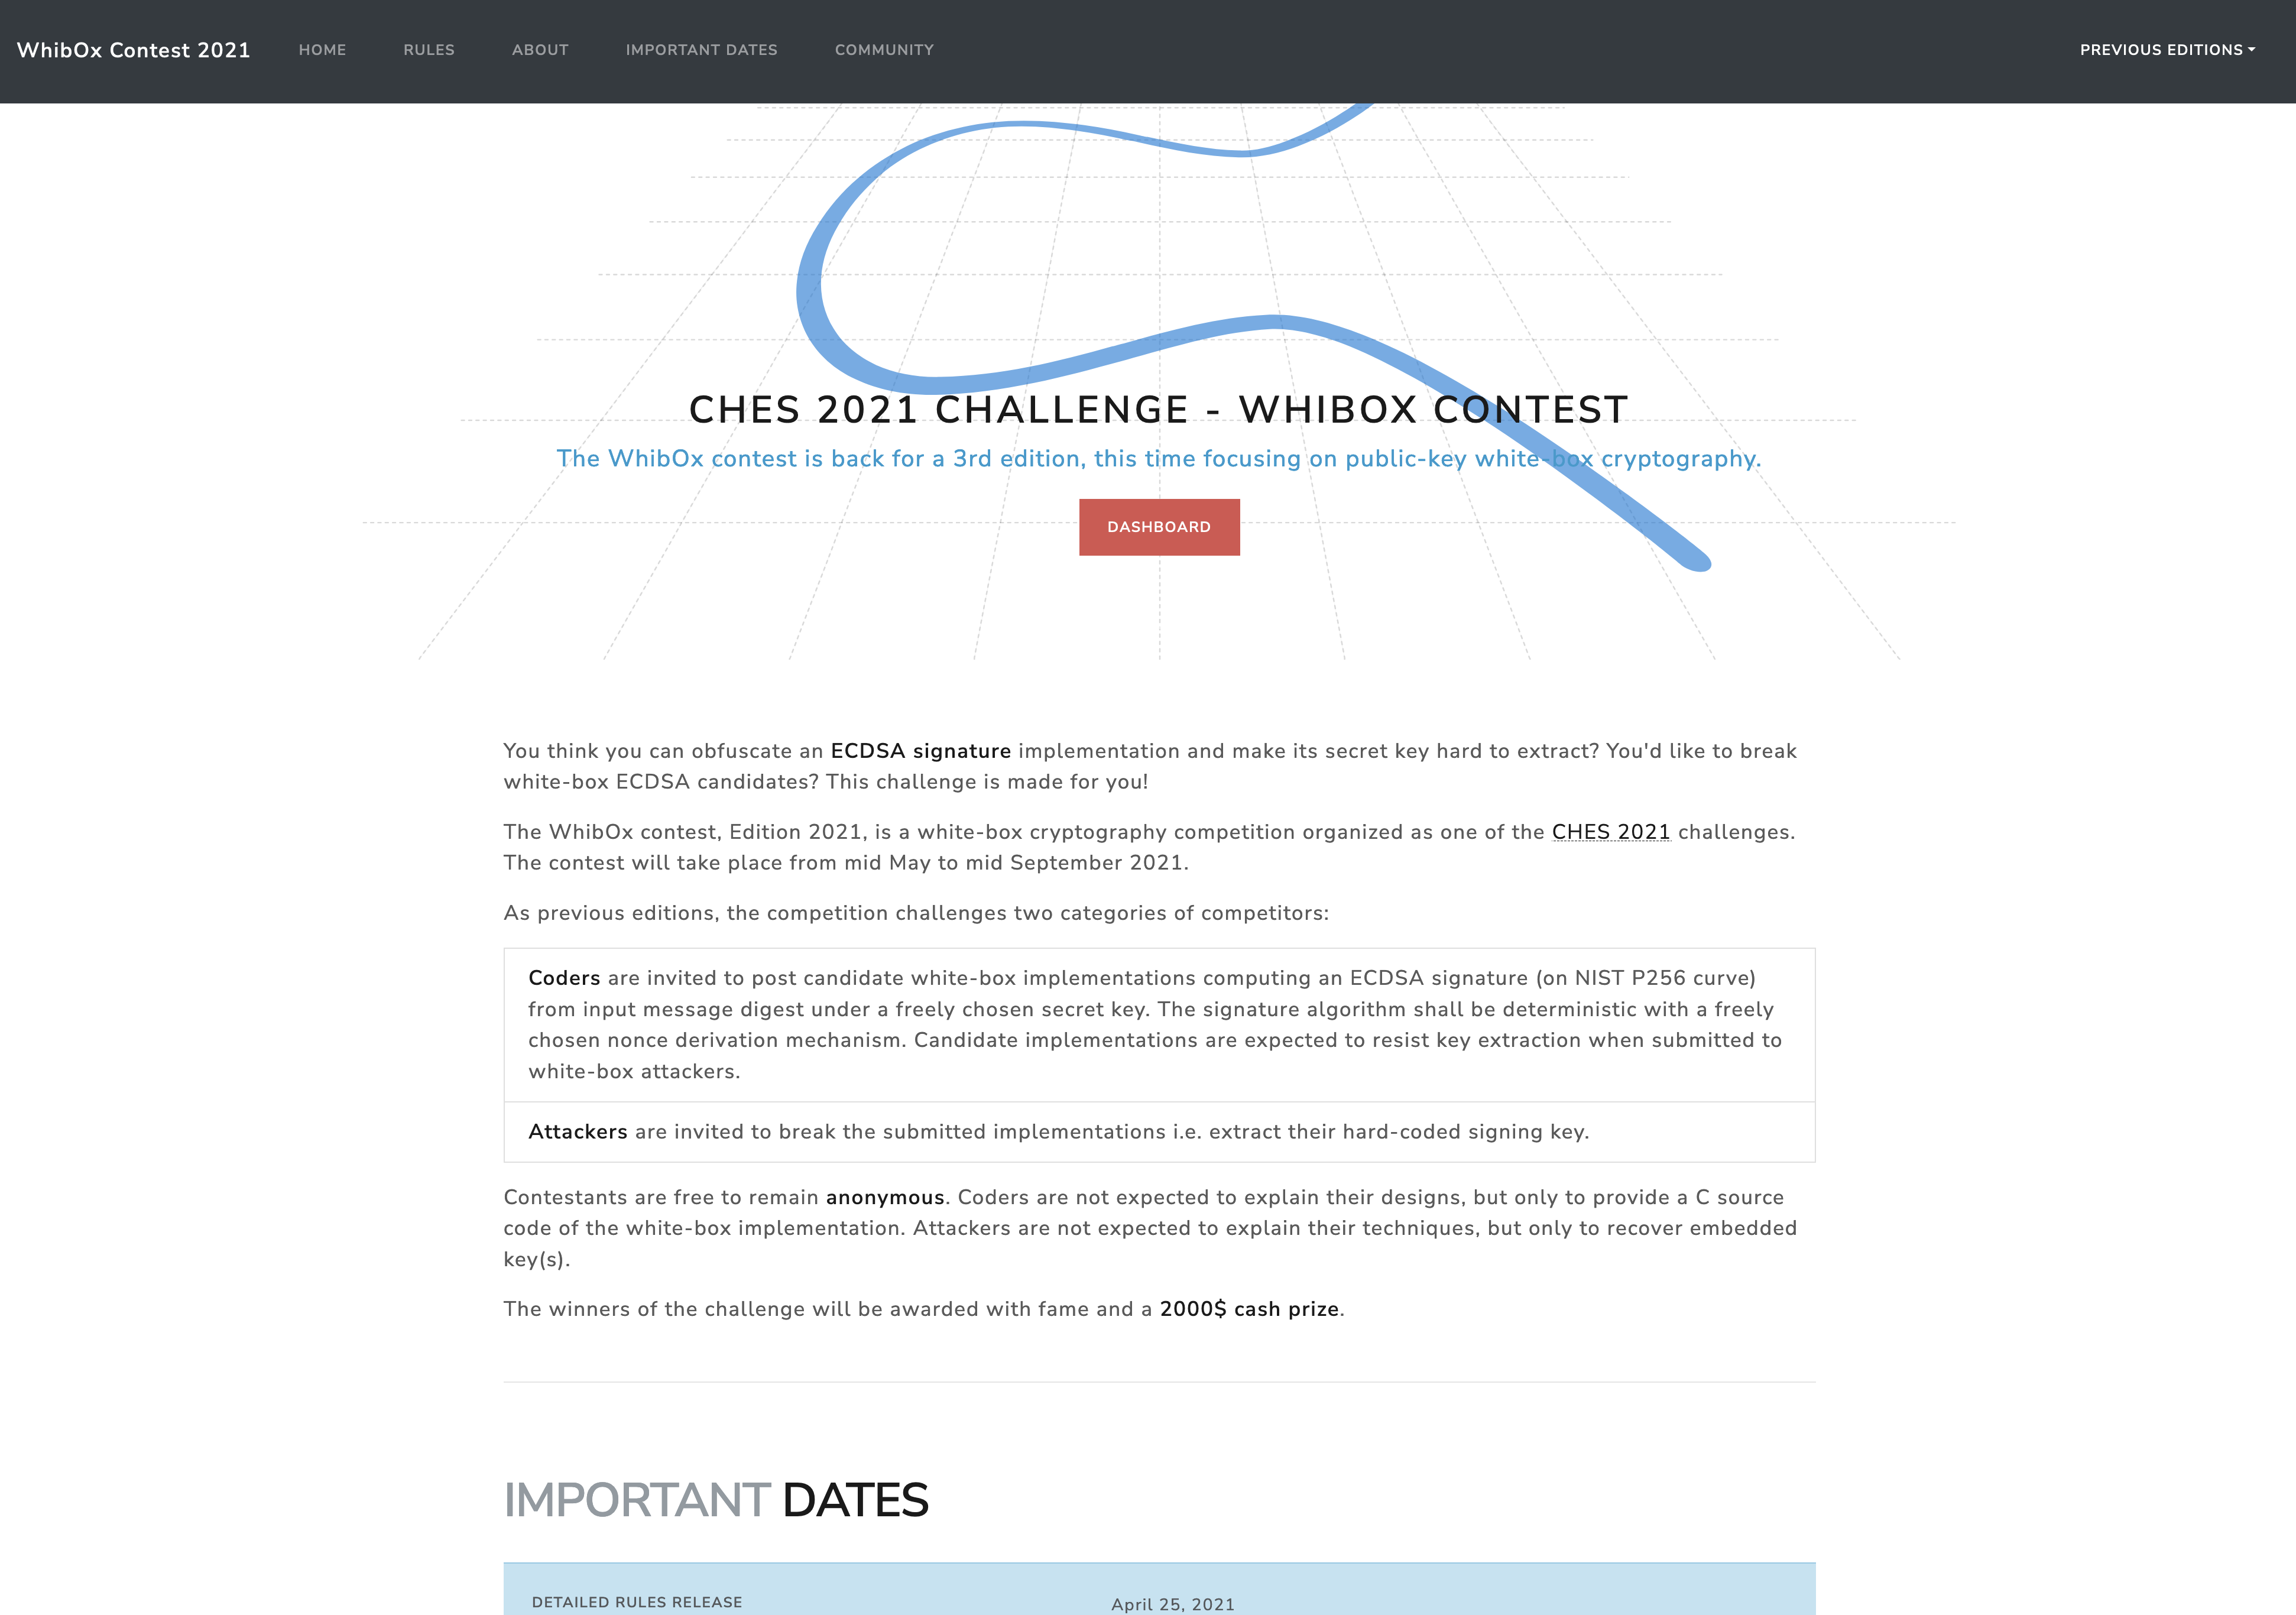 WhibOx Contest 2021 HOME RULES ABOUT IMPORTANT DATES COMMUNITY PREVIOUS EDITIONS
CHES 2021 CHALLENGE - WHIBOX CONTEST
The WhibOx contest is back for a 3rd edition, this time focusing on public-key white-box cryptography.
DASHBOARD
You think you can obfuscate an ECDSA signature implementation and make its secret key hard to extract? You'd like to break
white-box ECDSA candidates? This challenge is made for you!
The WhibOx contest, Edition 2021, is a white-box cryptography competition organized as one of the CHES 2021 challenges.
The contest will take place from mid May to mid September 2021.
As previous editions, the competition challenges two categories of competitors:
Coders are invited to post candidate white-box implementations computing an ECDSA signature (on NIST P256 curve)
from input message digest under a freely chosen secret key. The signature algorithm shall be deterministic with a freely
chosen nonce derivation mechanism. Candidate implementations are expected to resist key extraction when submitted to
white-box attackers.
Attackers are invited to break the submitted implementations i.e. extract their hard-coded signing key.
Contestants are free to remain anonymous. Coders are not expected to explain their designs, but only to provide a C source
code of the white-box implementation. Attackers are not expected to explain their techniques, but only to recover embedded
key(s).
The winners of the challenge will be awarded with fame and a 2000$ cash prize.
IMPORTANT DATES
DETAILED RULES RELEASE April 25, 2021